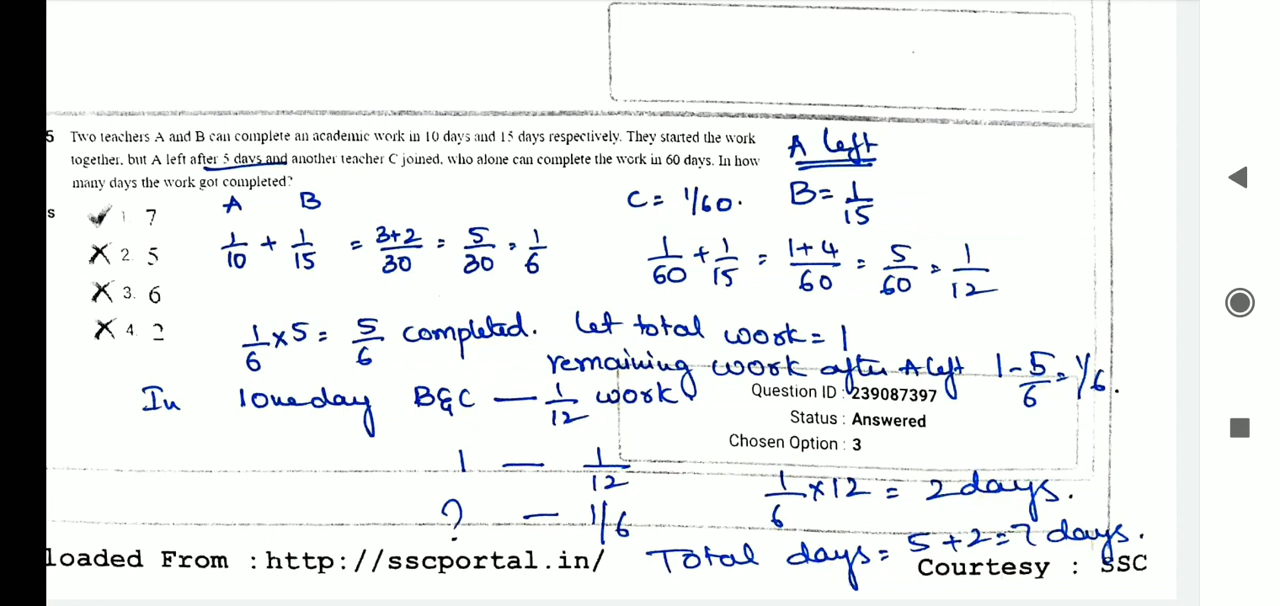 5 Two teachers A and B can complete an academic work in 10 days and 15 days respectively. They started the work
together, but A left after 5 days and another teacher C joined, who alone can complete the work in 60 days. In how
many days the work got completed?
A left
s
1. 7
2. 5
3. 6
4. 2
A B
1/10 + 1/15 = 3+2/30 = 5/30 = 1/6
C = 1/60. B = 1/15
1/60 + 1/15 = 1+4/60 = 5/60 = 1/12
1/6 x 5 = 5/6 completed. Let total work = 1
remaining work after A left 1 - 5/6 = 1/6.
In 1 one day B&C — 1/12 work
Question ID : 239087397
Status : Answered
Chosen Option : 3
1 — 1/12
? — 1/6
1/6 x 12 = 2 days.
Total days = 5 + 2 = 7 days.
loaded From : http://sscportal.in/
Courtesy : SSC